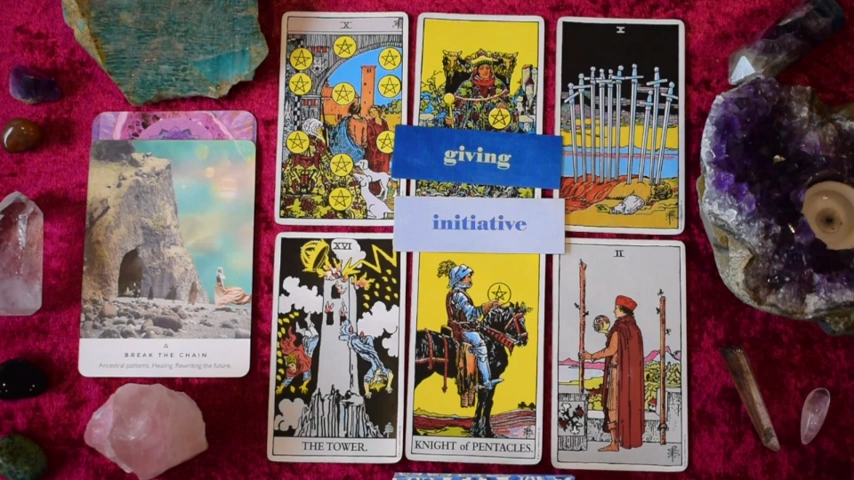 X
X
giving
initiative
BREAK THE CHAIN
Ancestral patterns. Healing. Rewriting the future.
XVI
II
THE TOWER.
KNIGHT of PENTACLES.